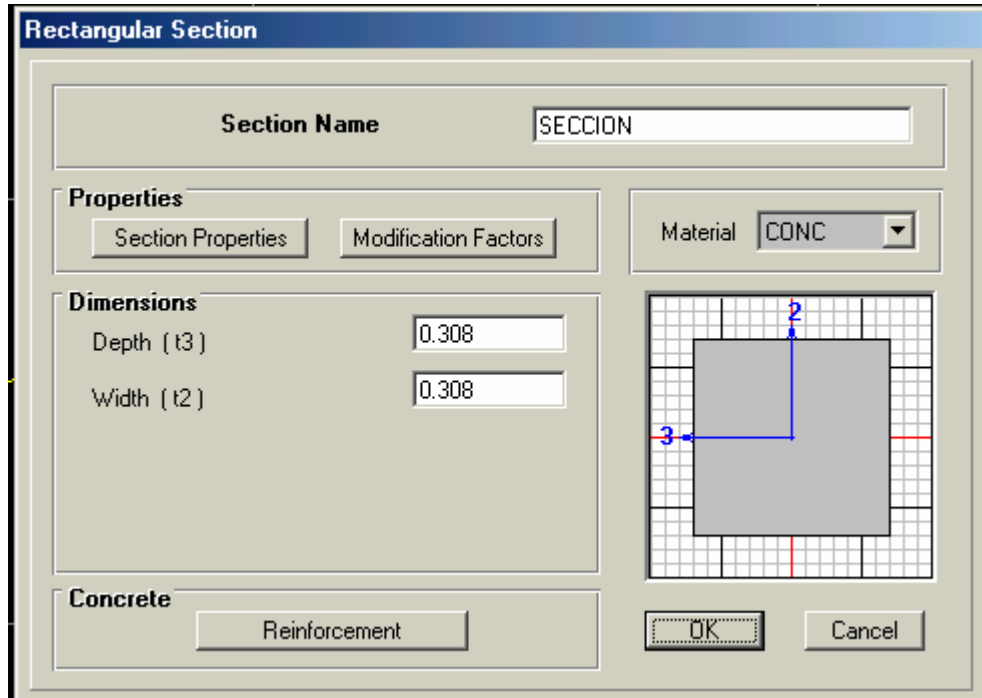 Rectangular Section
Section Name SECCION
Properties
Section Properties Modification Factors
Material CONC
Dimensions
Depth ( t3 ) 0.308
Width ( t2 ) 0.308
2
3
Concrete
Reinforcement
OK Cancel